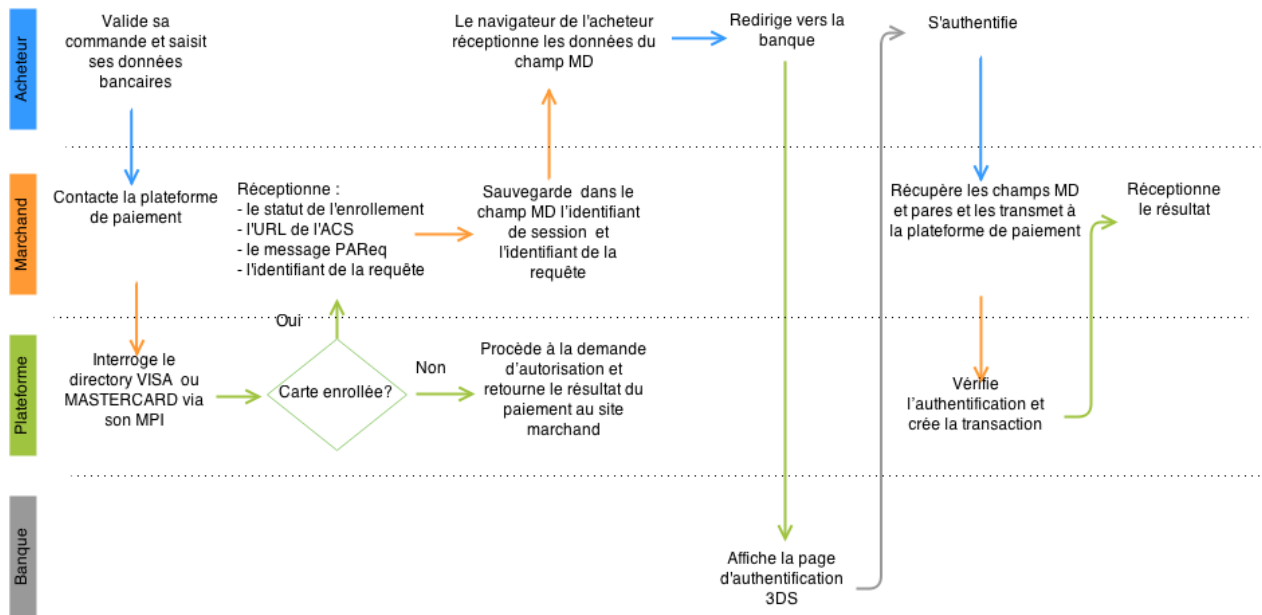 Acheteur
Valide sa
commande et saisit
ses données
bancaires
Le navigateur de l'acheteur
réceptionne les données du
champ MD
Redirige vers la
banque
S'authentifie
Marchand
Contacte la plateforme
de paiement
Réceptionne :
- le statut de l'enrollement
- l'URL de l'ACS
- le message PAReq
- l'identifiant de la requête
Sauvegarde dans le
champ MD l'identifiant
de session et
l'identifiant de la
requête
Récupère les champs MD
et pares et les transmet à
la plateforme de paiement
Réceptionne
le résultat
Plateforme
Interroge le
directory VISA ou
MASTERCARD via
son MPI
Oui
Carte enrollée?
Non
Procède à la demande
d'autorisation et
retourne le résultat du
paiement au site
marchand
Vérifie
l'authentification et
crée la transaction
Banque
Affiche la page
d'authentification
3DS